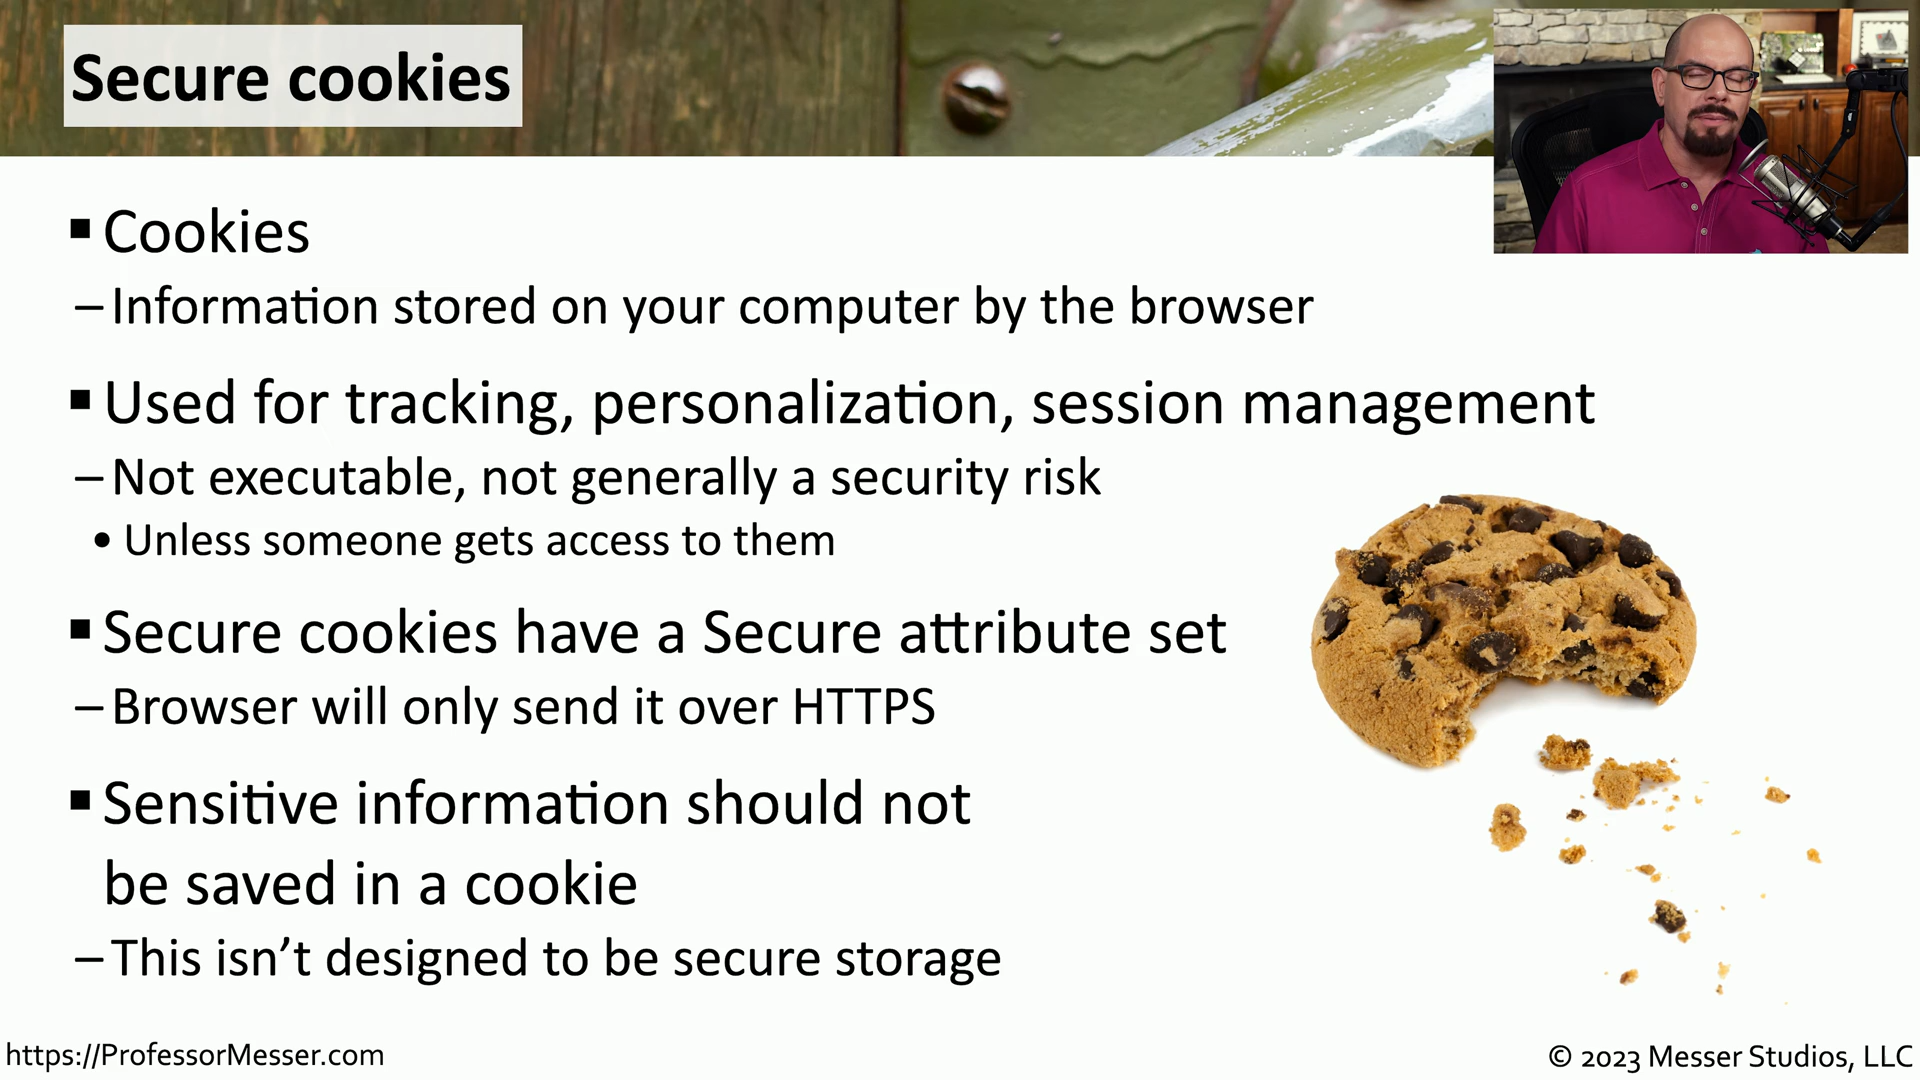 Secure cookies
▪ Cookies
– Information stored on your computer by the browser
▪ Used for tracking, personalization, session management
– Not executable, not generally a security risk
• Unless someone gets access to them
▪ Secure cookies have a Secure attribute set
– Browser will only send it over HTTPS
▪ Sensitive information should not
be saved in a cookie
– This isn’t designed to be secure storage
https://ProfessorMesser.com
© 2023 Messer Studios, LLC